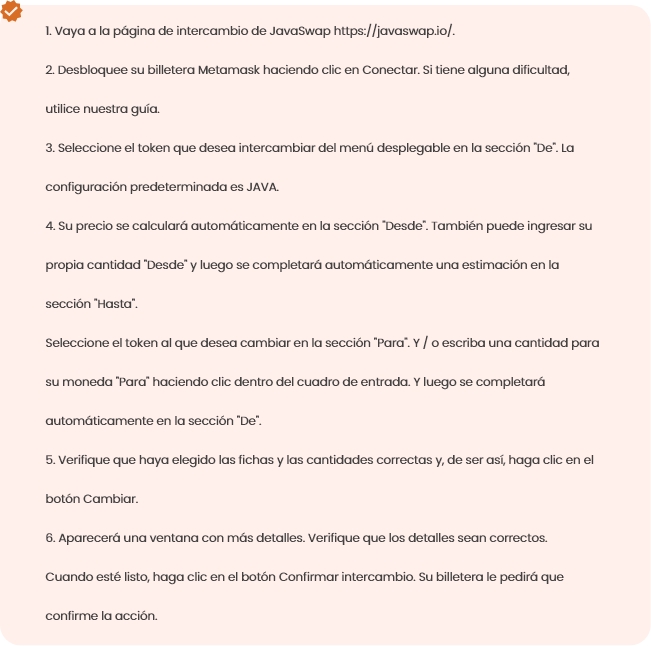 1. Vaya a la página de intercambio de JavaSwap https://javaswap.io/.
2. Desbloquee su billetera Metamask haciendo clic en Conectar. Si tiene alguna dificultad,
utilice nuestra guía.
3. Seleccione el token que desea intercambiar del menú desplegable en la sección "De". La
configuración predeterminada es JAVA.
4. Su precio se calculará automáticamente en la sección "Desde". También puede ingresar su
propia cantidad "Desde" y luego se completará automáticamente una estimación en la
sección "Hasta".
Seleccione el token al que desea cambiar en la sección "Para". Y / o escriba una cantidad para
su moneda "Para" haciendo clic dentro del cuadro de entrada. Y luego se completará
automáticamente en la sección "De".
5. Verifique que haya elegido las fichas y las cantidades correctas y, de ser así, haga clic en el
botón Cambiar.
6. Aparecerá una ventana con más detalles. Verifique que los detalles sean correctos.
Cuando esté listo, haga clic en el botón Confirmar intercambio. Su billetera le pedirá que
confirme la acción.